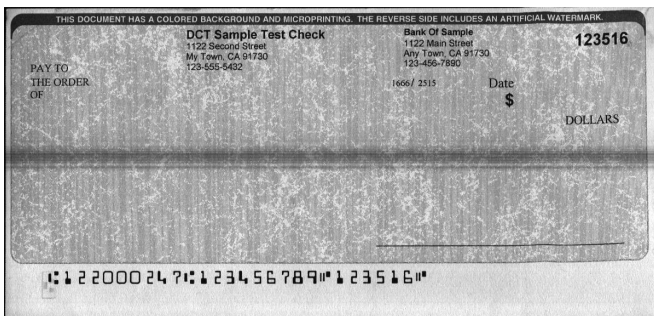 THIS DOCUMENT HAS A COLORED BACKGROUND AND MICROPRINTING. THE REVERSE SIDE INCLUDES AN ARTIFICIAL WATERMARK.
DCT Sample Test Check
1122 Second Street
My Town, CA 91730
123-555-5432
Bank Of Sample
1122 Main Street
Any Town, CA 91730
123-456-7890
123516
PAY TO
THE ORDER
OF
1666/ 2515
Date
$
DOLLARS
⑆122000247⑆123456789⑈123516⑈